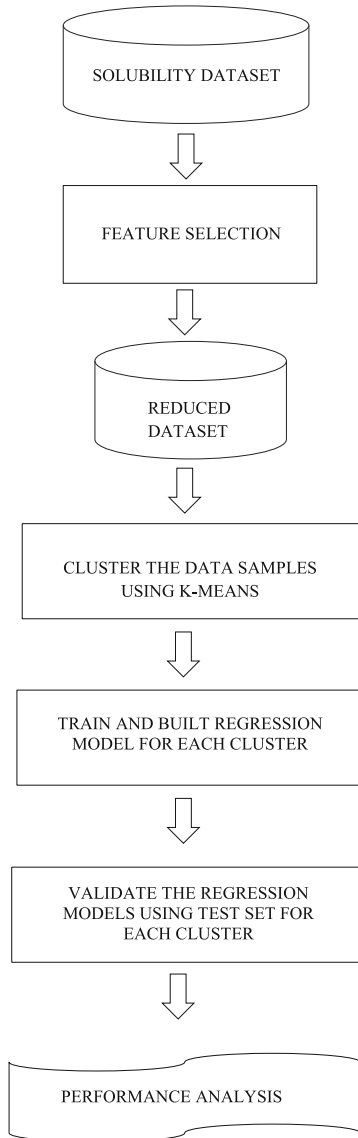 SOLUBILITY DATASET
FEATURE SELECTION
REDUCED
DATASET
CLUSTER THE DATA SAMPLES
USING K-MEANS
TRAIN AND BUILT REGRESSION
MODEL FOR EACH CLUSTER
VALIDATE THE REGRESSION
MODELS USING TEST SET FOR
EACH CLUSTER
PERFORMANCE ANALYSIS